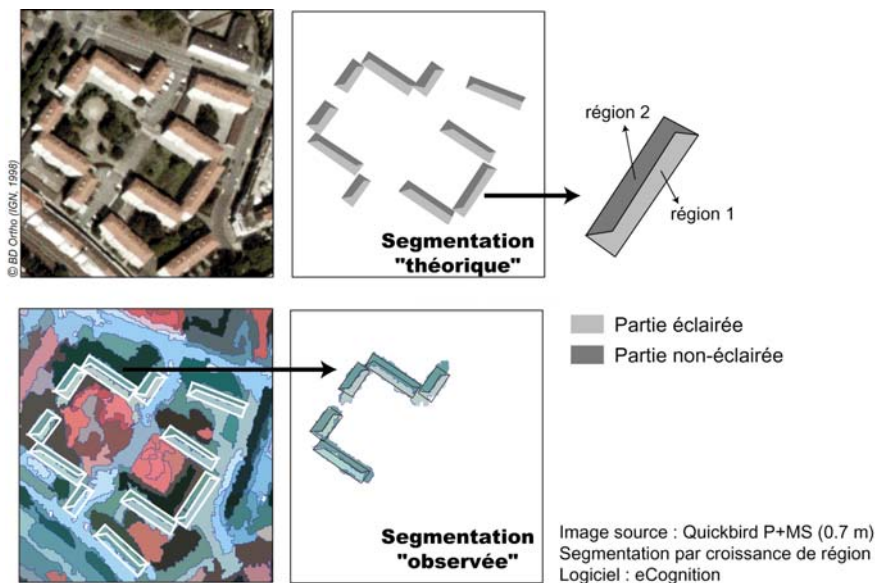 © BD Ortho (IGN, 1998)
Segmentation
"théorique"
région 2
région 1
Partie éclairée
Partie non-éclairée
Segmentation
"observée"
Image source : Quickbird P+MS (0.7 m)
Segmentation par croissance de région
Logiciel : eCognition